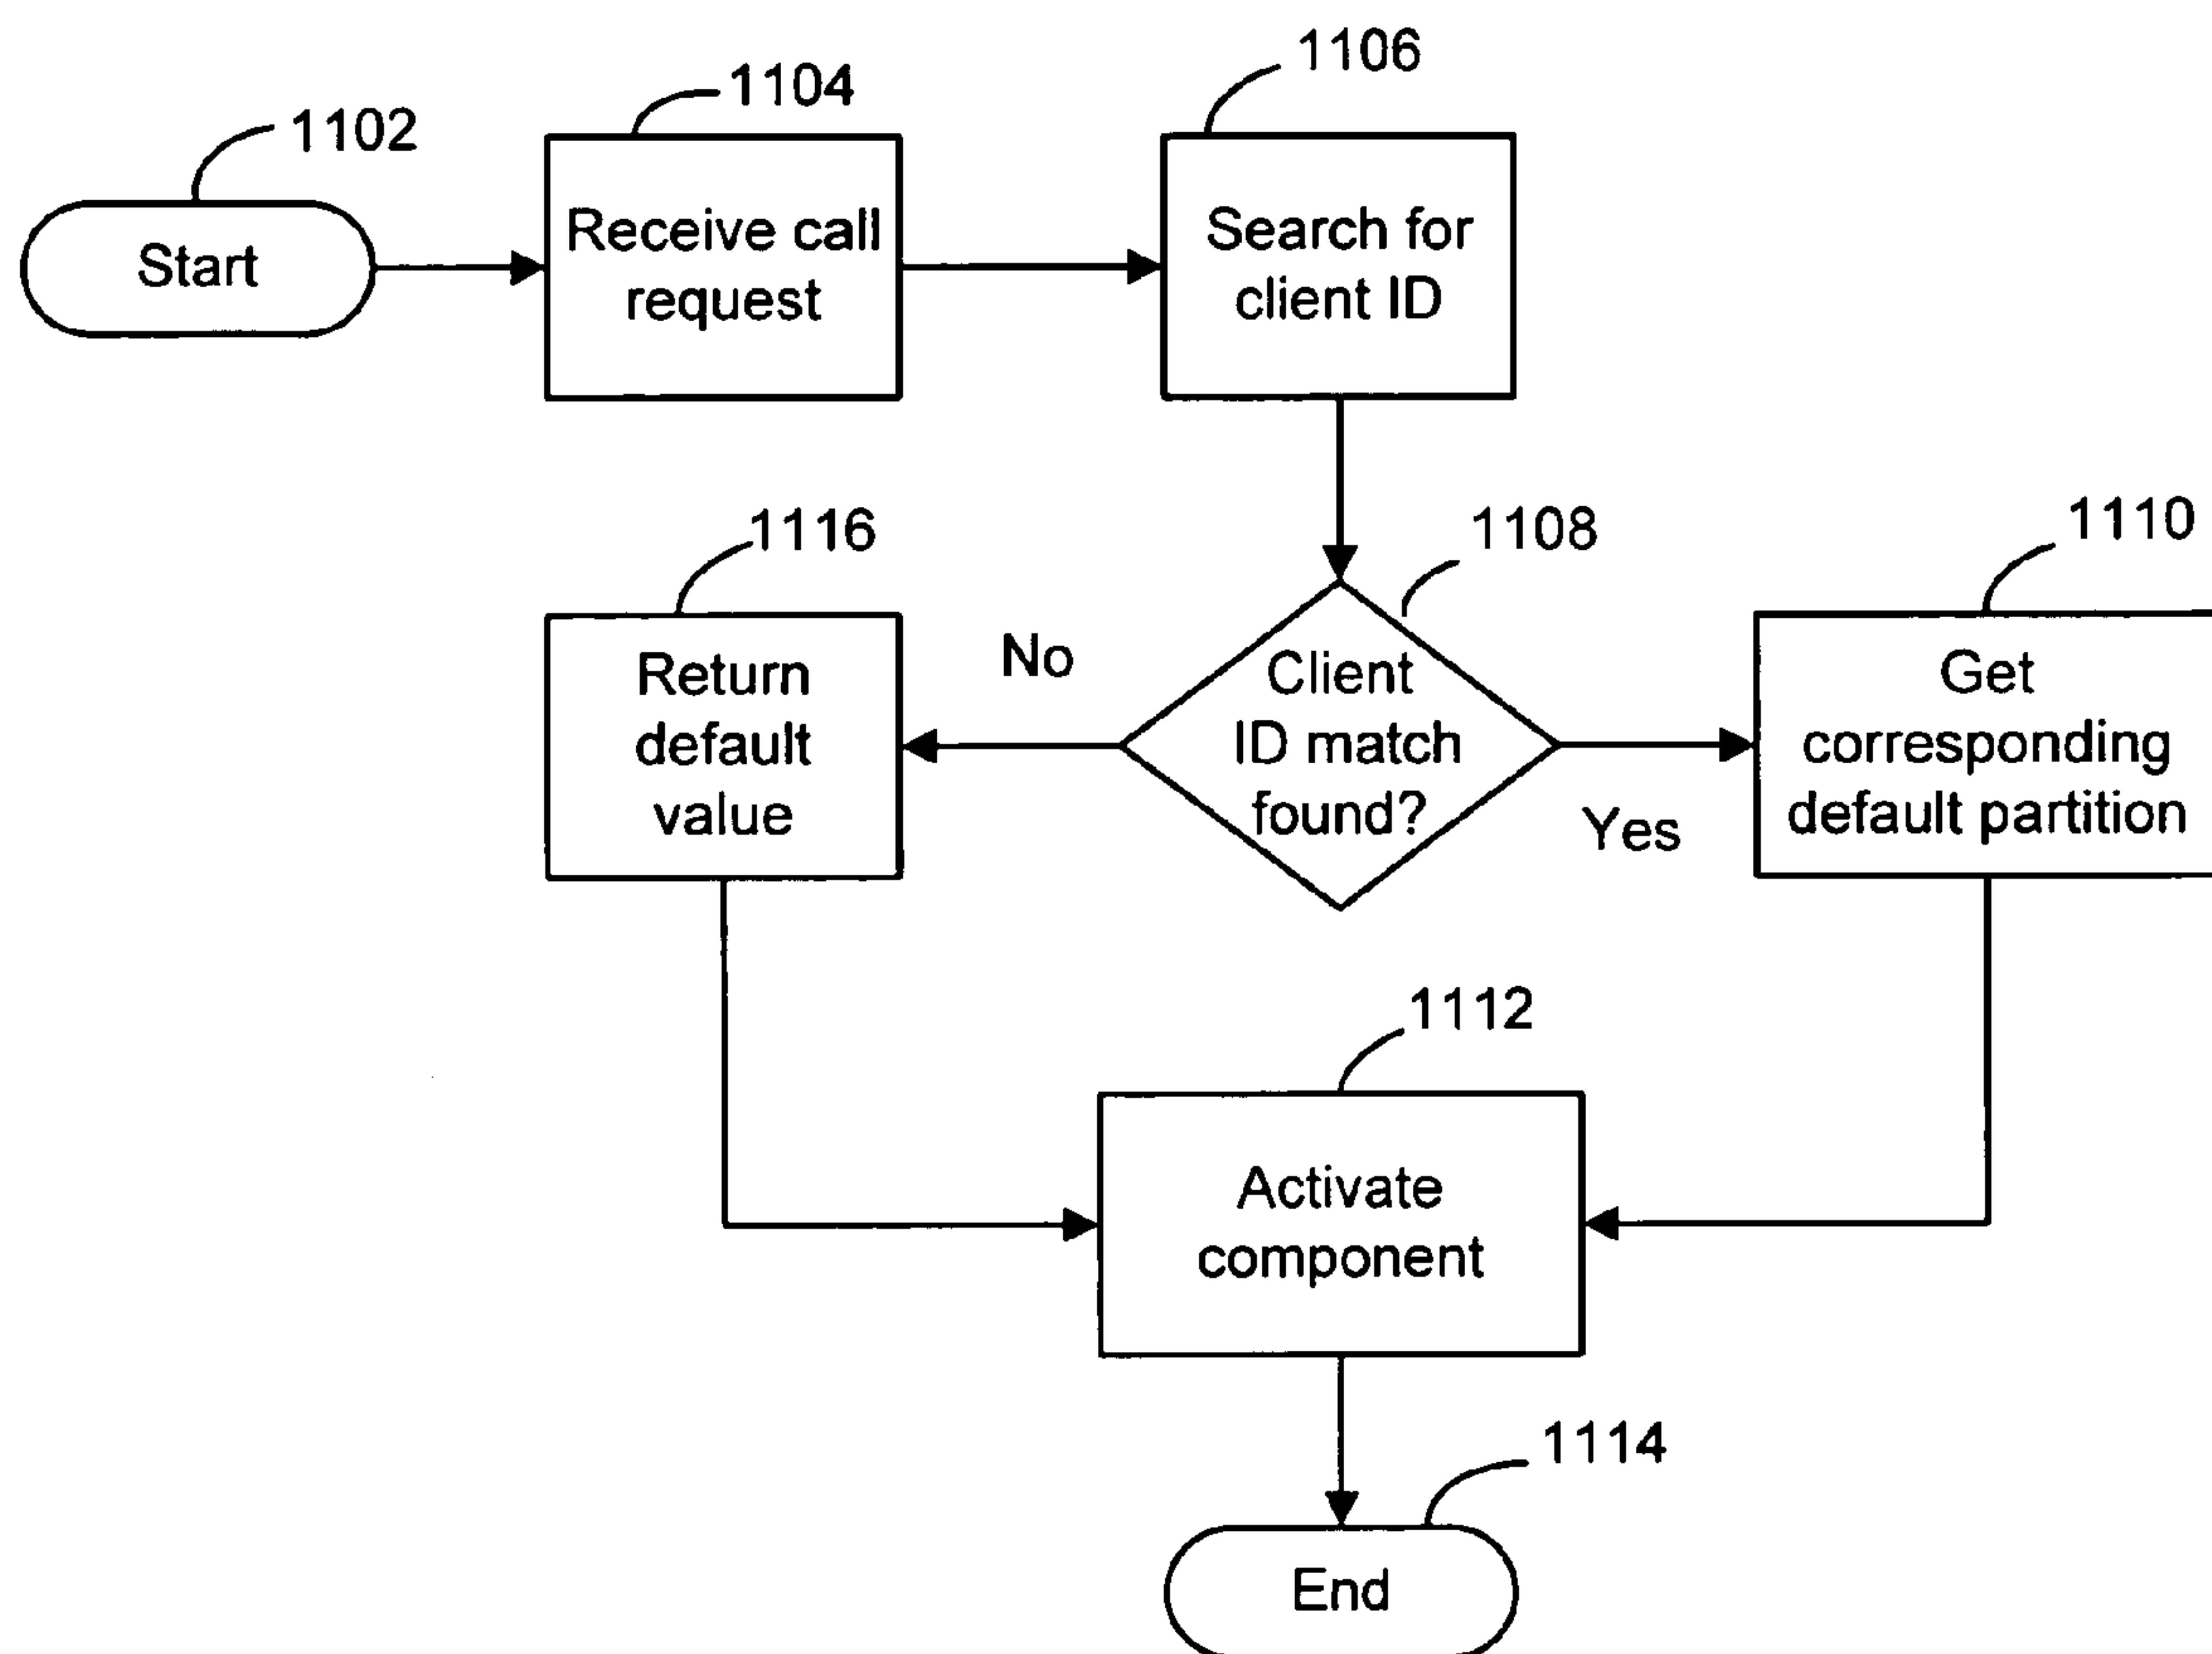 1102
Start
1104
Receive call
request
1106
Search for
client ID
1108
Client
ID match
found?
No
Yes
1116
Return
default
value
1110
Get
corresponding
default partition
1112
Activate
component
1114
End